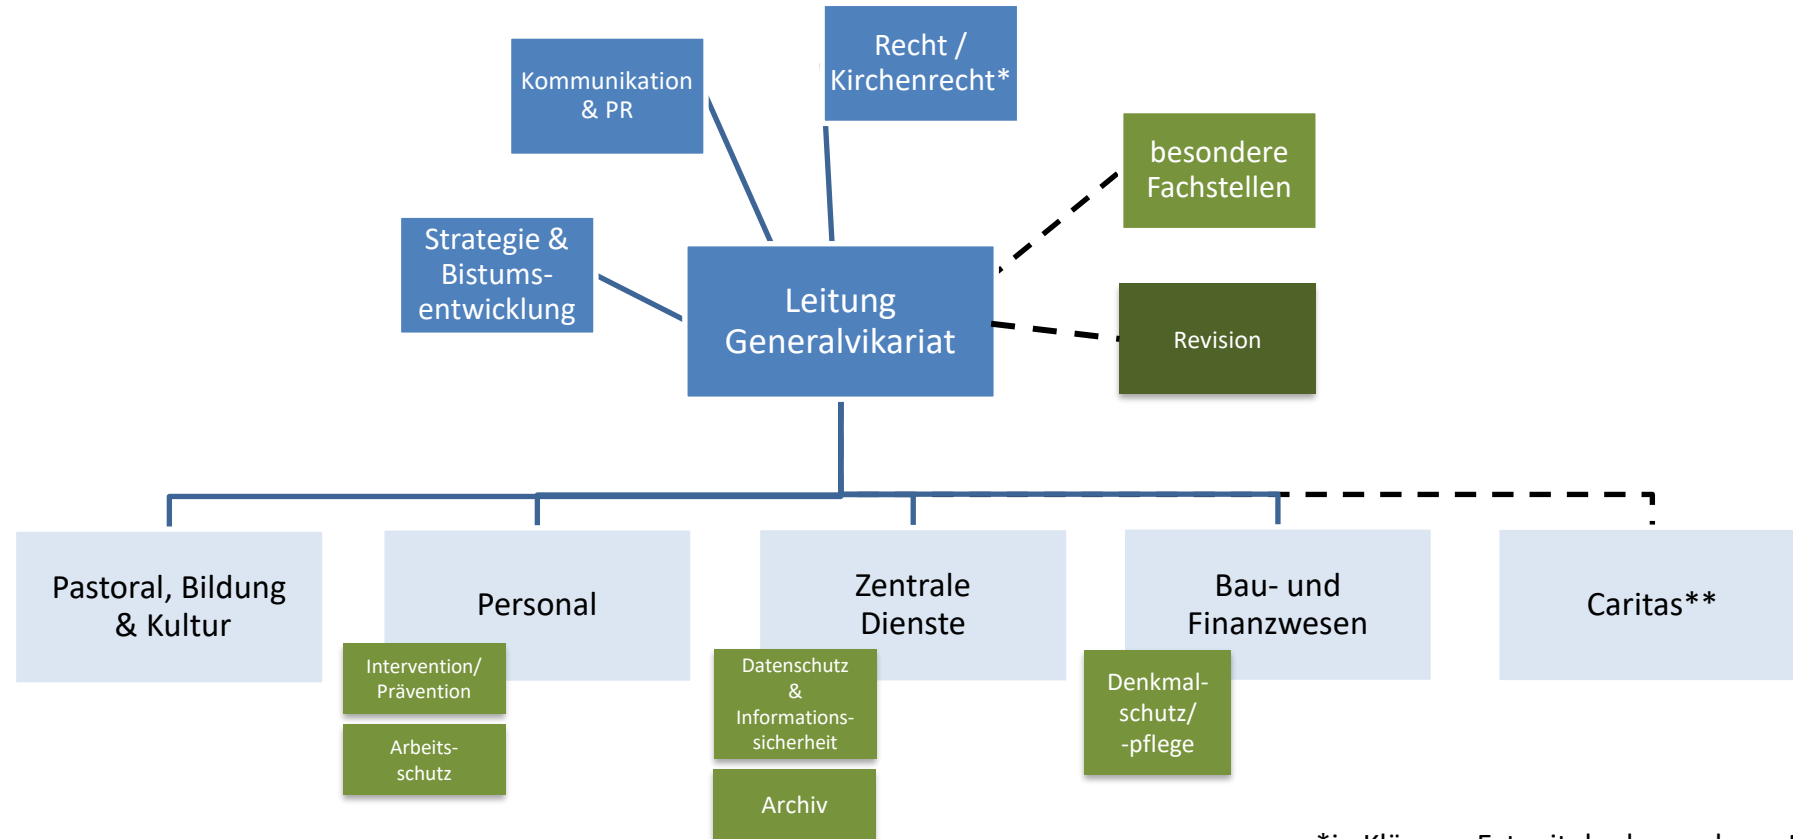 Kommunikation
& PR
Recht /
Kirchenrecht*
besondere
Fachstellen
Strategie &
Bistums-
entwicklung
Leitung
Generalvikariat
Revision
Pastoral, Bildung
& Kultur
Personal
Zentrale
Dienste
Bau- und
Finanzwesen
Caritas**
Intervention/
Prävention
Arbeits-
schutz
Datenschutz
&
Informations-
sicherheit
Archiv
Denkmal-
schutz/
-pflege